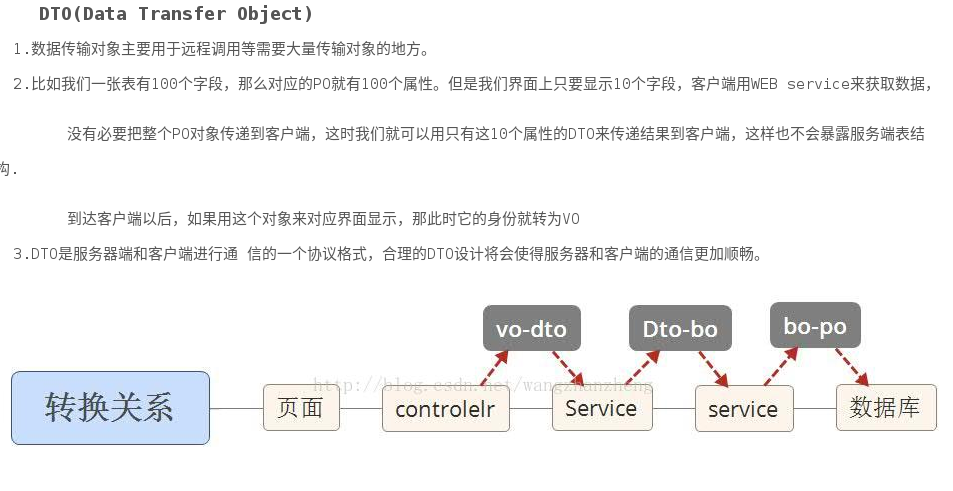 DTO(Data Transfer Object)
1.数据传输对象主要用于远程调用等需要大量传输对象的地方。
2.比如我们一张表有100个字段，那么对应的PO就有100个属性。但是我们界面上只要显示10个字段，客户端用WEB service来获取数据，
没有必要把整个PO对象传递到客户端，这时我们就可以用只有这10个属性的DTO来传递结果到客户端，这样也不会暴露服务端表结
构.
到达客户端以后，如果用这个对象来对应界面显示，那此时它的身份就转为VO
3.DTO是服务器端和客户端进行通 信的一个协议格式，合理的DTO设计将会使得服务器和客户端的通信更加顺畅。
vo-dto Dto-bo bo-po
http://blog.csdn.net/wangzhanzheng
转换关系 页面 controlelr Service service 数据库